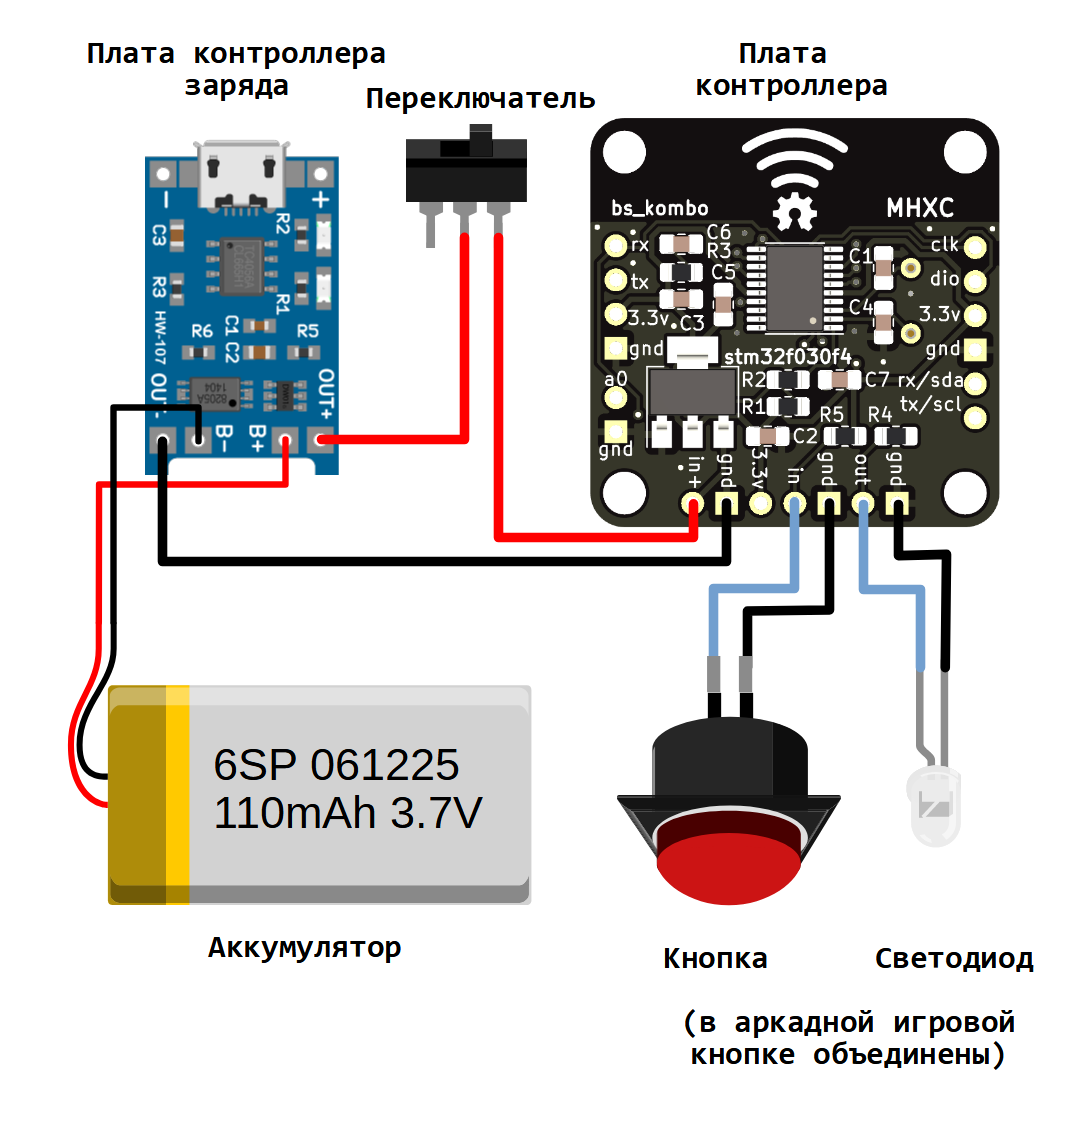 Плата контроллера
заряда
Переключатель
Плата
контроллера
− +
C3
R2
R3
R1
HW-107
C1
C2
R6
R5
8205A
1404
OUT-
B-
B+
OUT+
bs_kombo
MHXC
rx
tx
3.3v
gnd
a0
gnd
C6
R3
C5
C3
C1
C4
clk
dio
3.3v
gnd
rx/sda
tx/scl
stm32f030f4
R2
C7
R1
R5
R4
C2
in+
gnd
3.3v
in
gnd
out
gnd
6SP 061225
110mAh 3.7V
Аккумулятор
Кнопка
Светодиод
(в аркадной игровой
кнопке объединены)